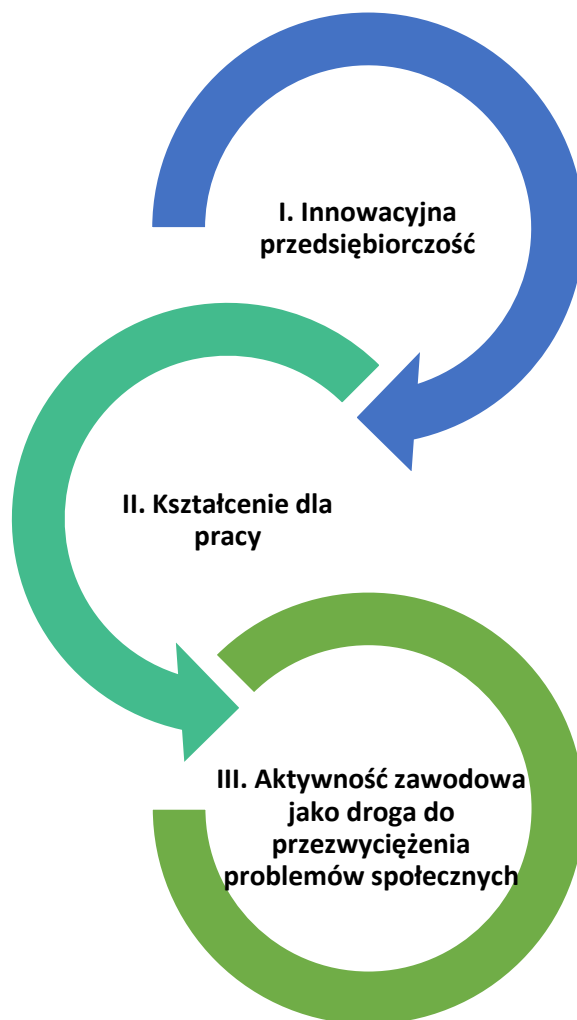 I. Innowacyjna
przedsiębiorczość
II. Kształcenie dla
pracy
III. Aktywność zawodowa
jako droga do
przezwyciężenia
problemów społecznych